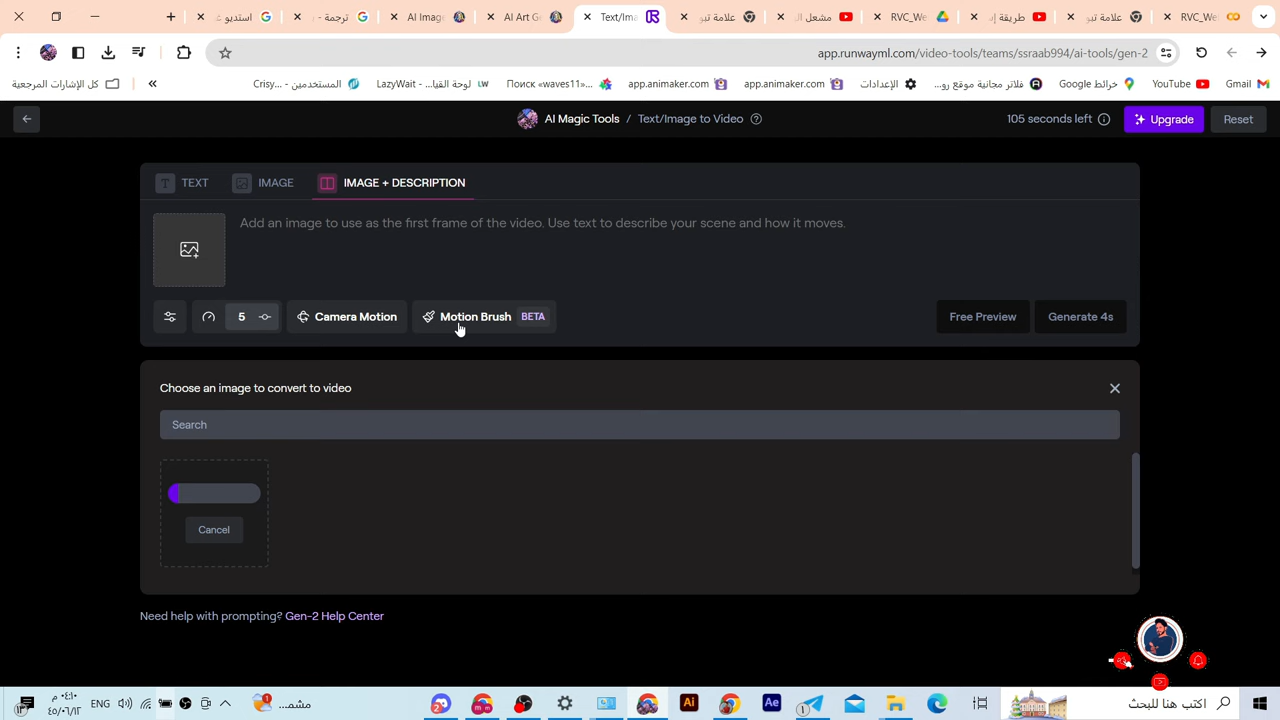 استديو ع
ترجمة -
AI Image
AI Art G
Text/Ima
علامة تبر
مشعل ال
RVC_We
طريقة إن
علامة تبر
RVC_We
app.runwayml.com/video-tools/teams/ssraab994/ai-tools/gen-2
كل الإشارات المرجعية
Crisy... - المستخدمين
LazyWait - لوحة القيا...
Поиск «waves11»...
app.animaker.com
app.animaker.com
الإعدادات
فلاتر مجانية موقع رو...
خرائط Google
YouTube
Gmail
AI Magic Tools / Text/Image to Video
105 seconds left
Upgrade
Reset
TEXT
IMAGE
IMAGE + DESCRIPTION
Add an image to use as the first frame of the video. Use text to describe your scene and how it moves.
5
Camera Motion
Motion Brush BETA
Free Preview
Generate 4s
Choose an image to convert to video
Search
Cancel
Need help with prompting? Gen-2 Help Center
ENG
مشمـ...
اكتب هنا للبحث